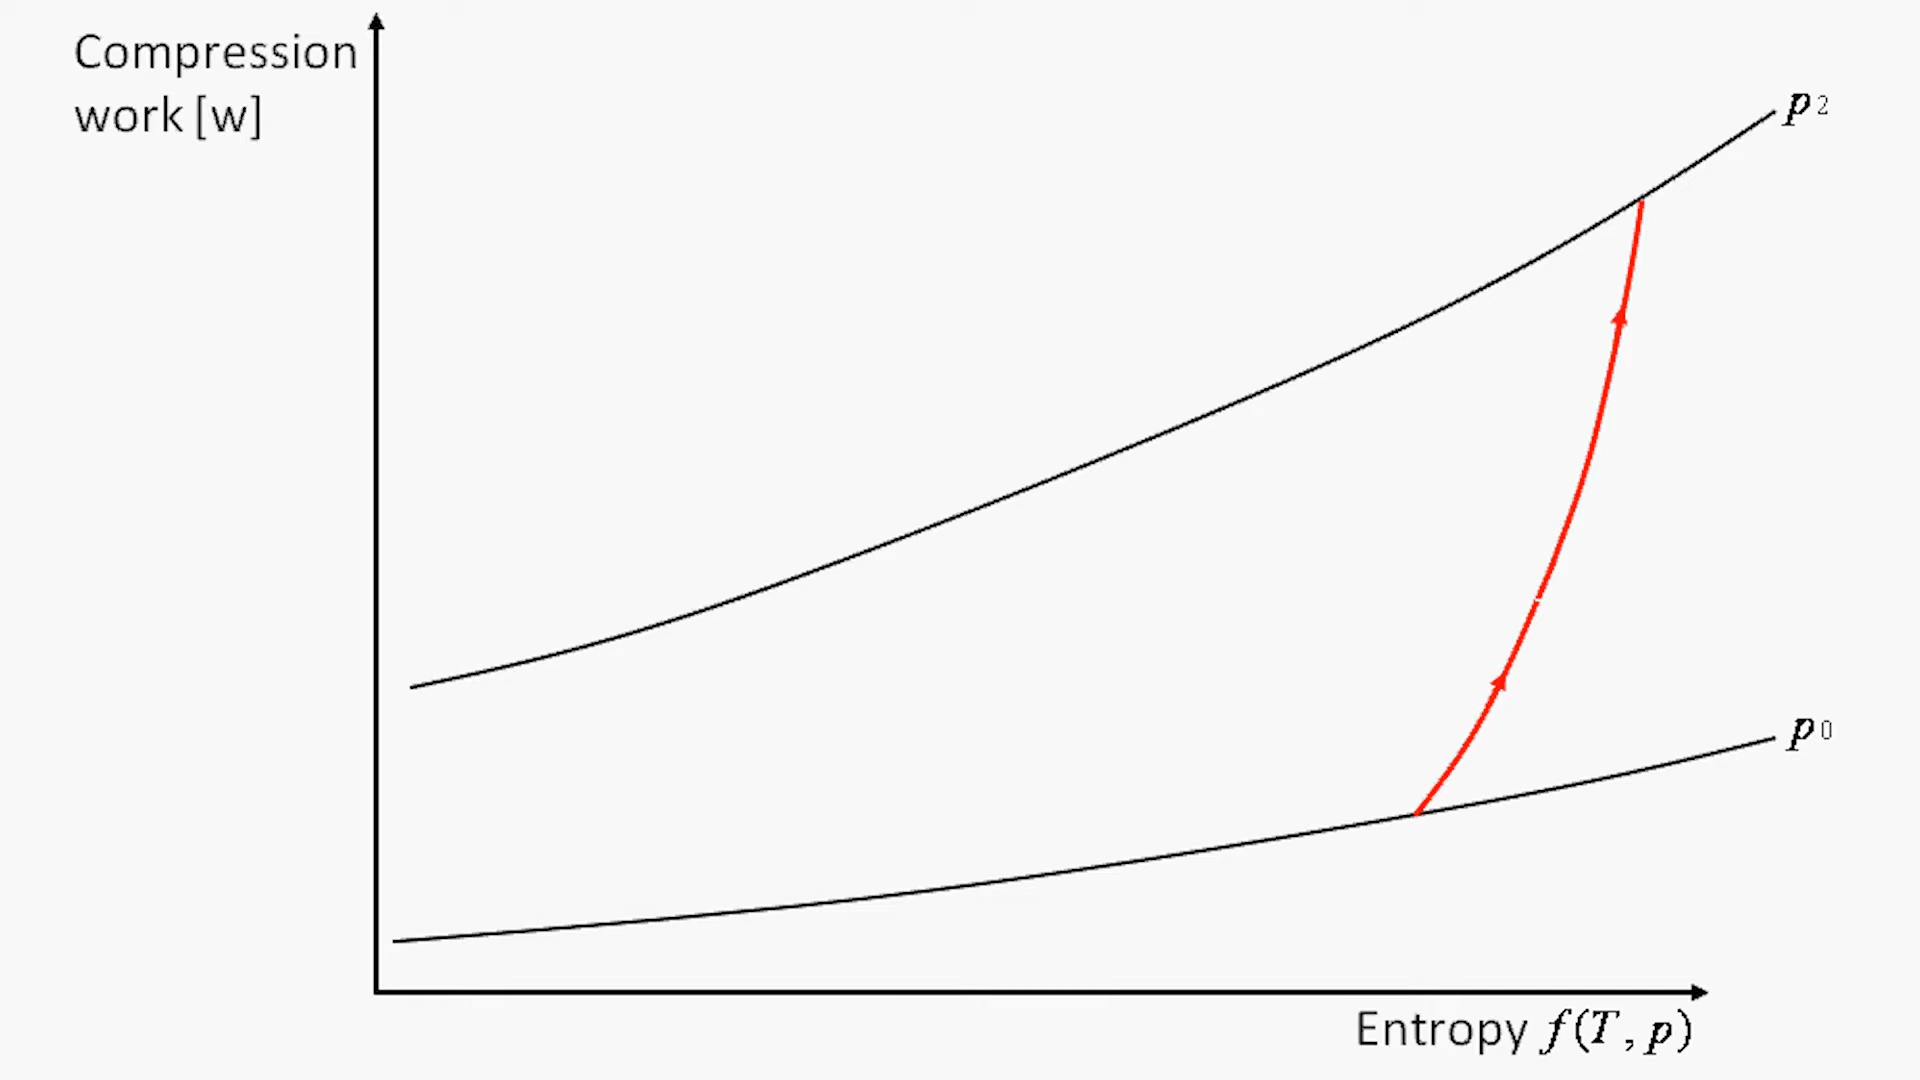 Compression
work [w]
p2
p0
Entropy f(T, p)